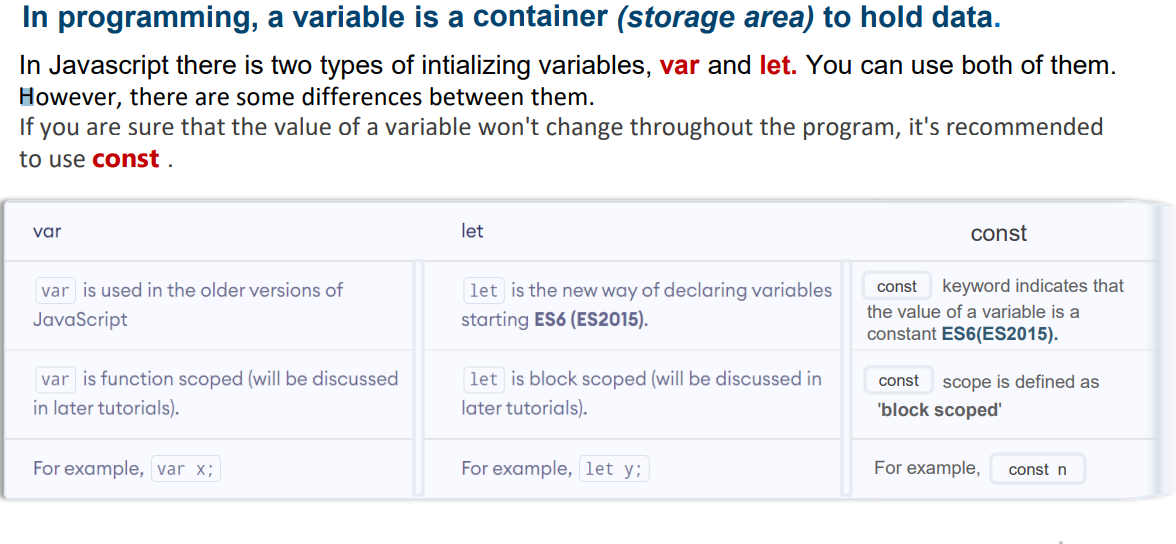 In programming, a variable is a container (storage area) to hold data.
In Javascript there is two types of intializing variables, var and let. You can use both of them.
However, there are some differences between them.
If you are sure that the value of a variable won't change throughout the program, it's recommended
to use const .
var
let
const
var is used in the older versions of
JavaScript
let is the new way of declaring variables
starting ES6 (ES2015).
const keyword indicates that
the value of a variable is a
constant ES6(ES2015).
var is function scoped (will be discussed
in later tutorials).
let is block scoped (will be discussed in
later tutorials).
const scope is defined as
'block scoped'
For example, var x;
For example, let y;
For example, const n